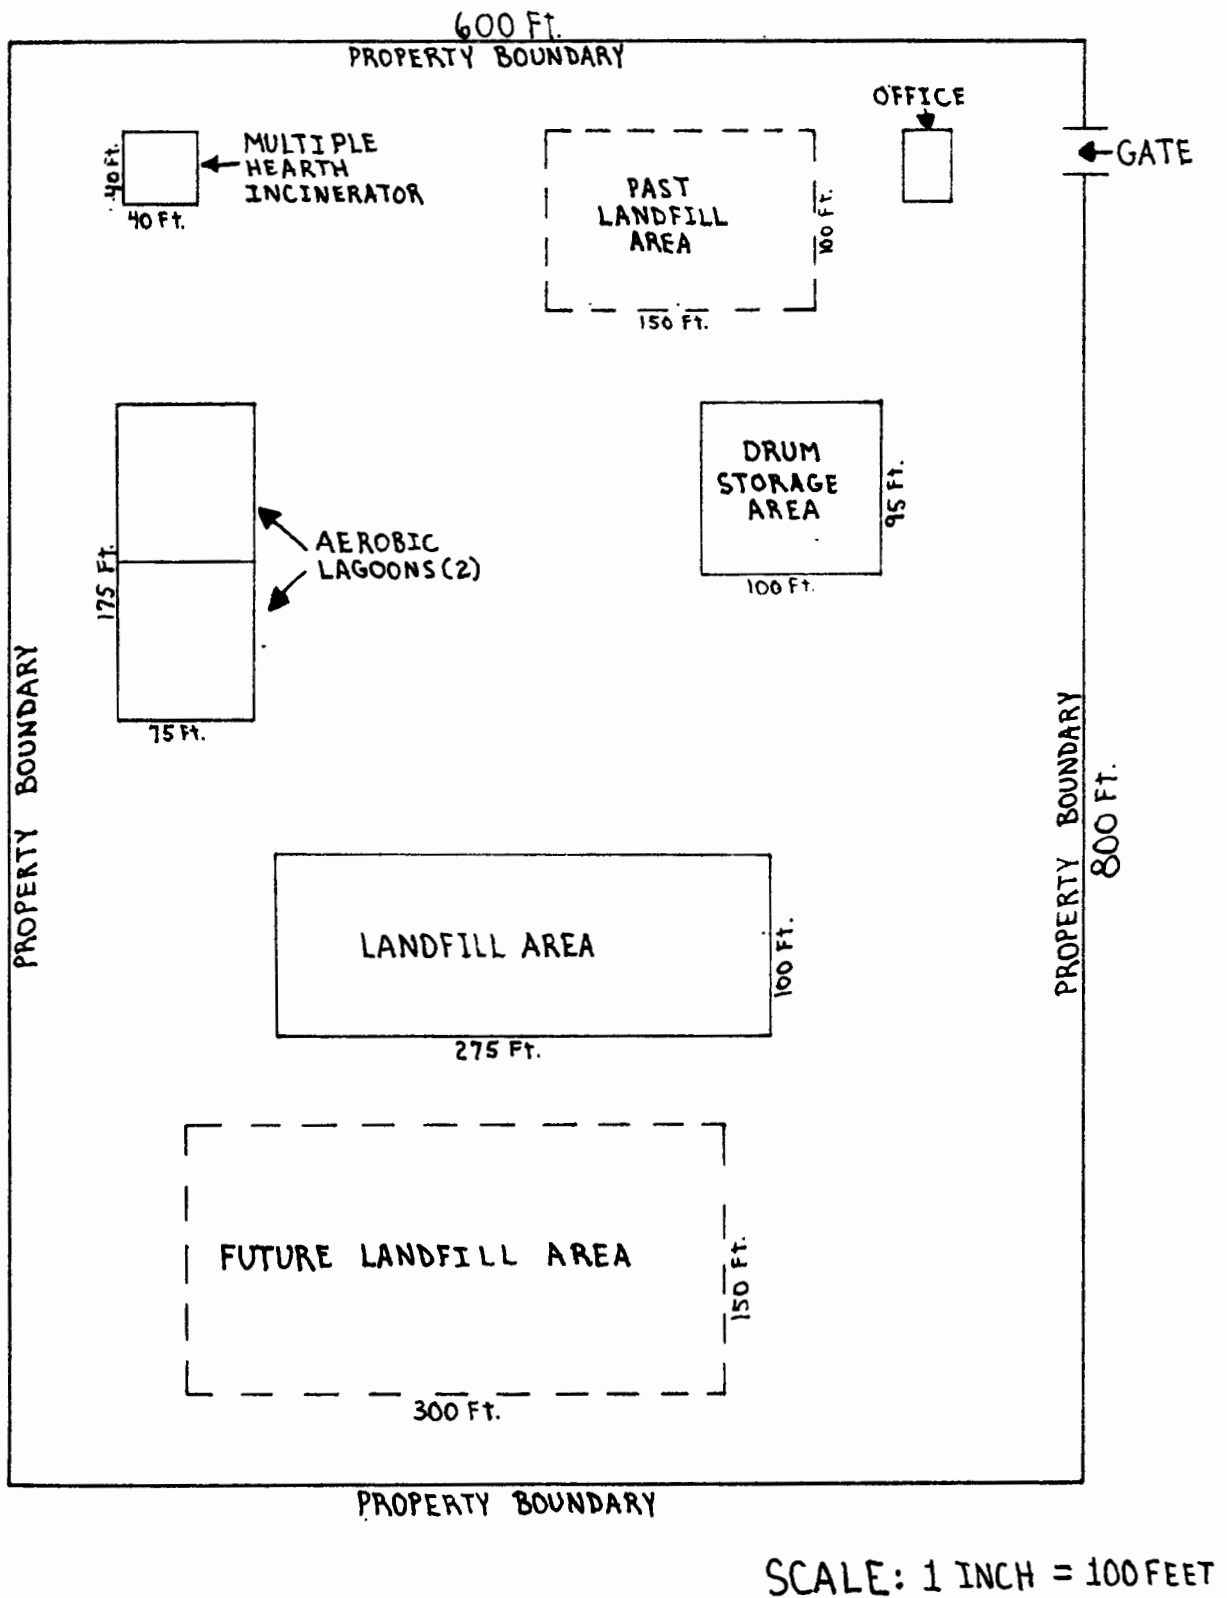 600 Ft.
PROPERTY BOUNDARY
OFFICE
GATE
MULTIPLE
HEARTH
INCINERATOR
40 Ft.
40 Ft.
PAST
LANDFILL
AREA
100 Ft.
150 Ft.
DRUM
STORAGE
AREA
95 Ft.
100 Ft.
AEROBIC
LAGOONS (2)
175 Ft.
75 Ft.
PROPERTY BOUNDARY
PROPERTY BOUNDARY
800 Ft.
LANDFILL AREA
100 Ft.
275 Ft.
FUTURE LANDFILL AREA
150 Ft.
300 Ft.
PROPERTY BOUNDARY
SCALE: 1 INCH = 100 FEET